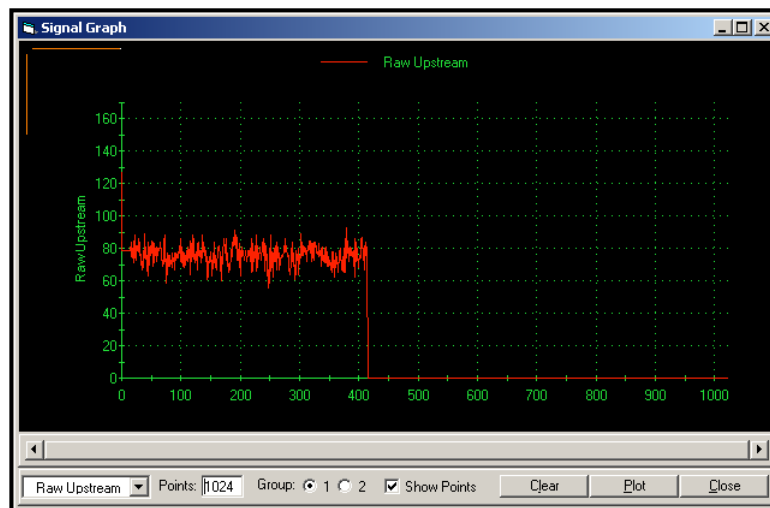 Signal Graph
Raw Upstream
160
140
120
100
80
60
40
20
0
Raw Upstream
0 100 200 300 400 500 600 700 800 900 1000
Raw Upstream Points: 1024 Group: 1 2 Show Points Clear Plot Close